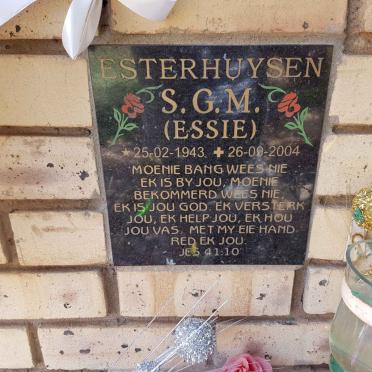 ESTERHUYSEN
S.G.M.
(ESSIE)
* 25-02-1943 ✚ 26-09-2004
'MOENIE BANG WEES NIE
EK IS BY JOU, MOENIE
BEKOMMERD WEES NIE,
EK IS JOU GOD. EK VERSTERK
JOU, EK HELP JOU, EK HOU
JOU VAS. MET MY EIE HAND
RED EK JOU.
JES 41:10'